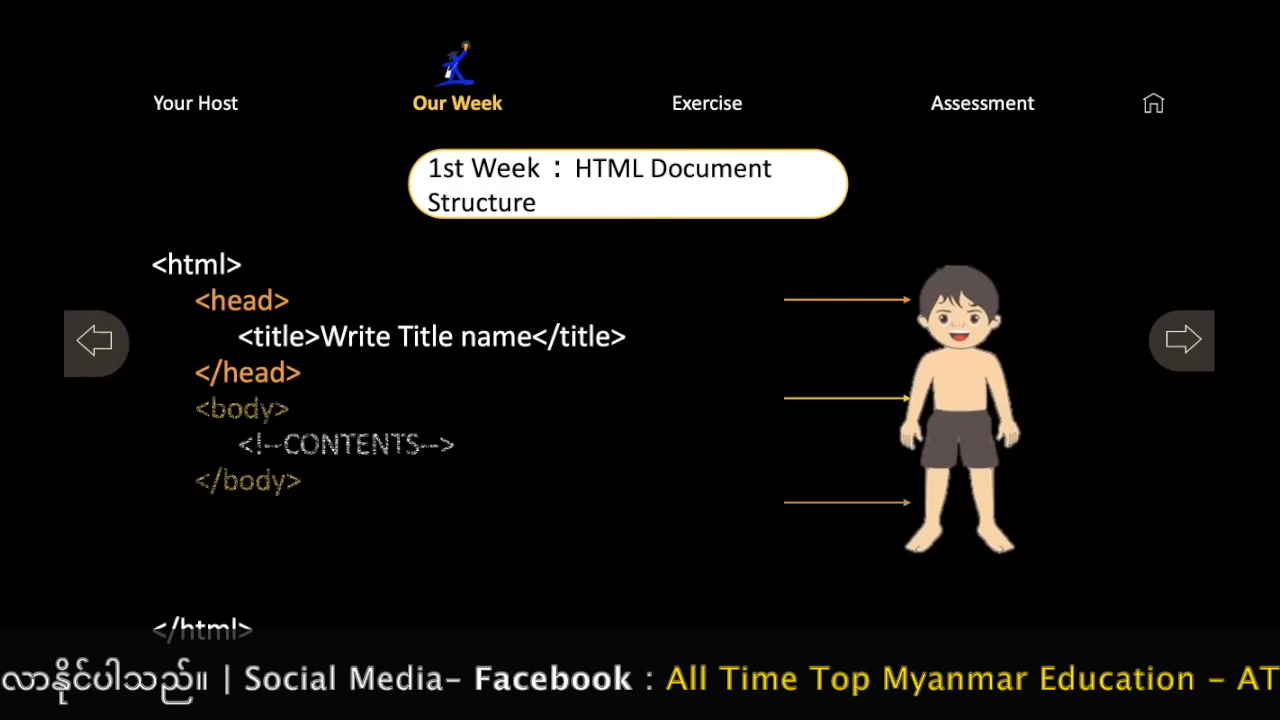 Your Host
Our Week
Exercise
Assessment
1st Week : HTML Document
Structure
<html>
<head>
<title>Write Title name</title>
</head>
<body>
<!--CONTENTS-->
</body>
</html>
လာနိုင်ပါသည်။ | Social Media- Facebook : All Time Top Myanmar Education - AT